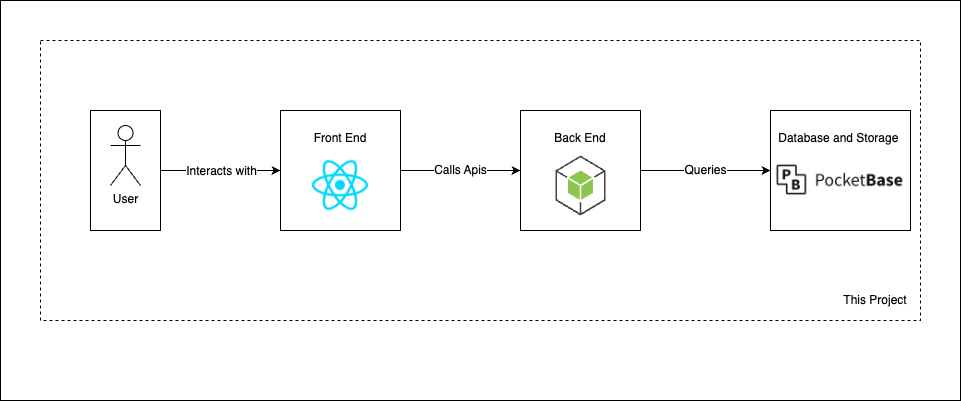 Front End
Back End
Database and Storage
User
Interacts with
Calls Apis
Queries
PB PocketBase
This Project